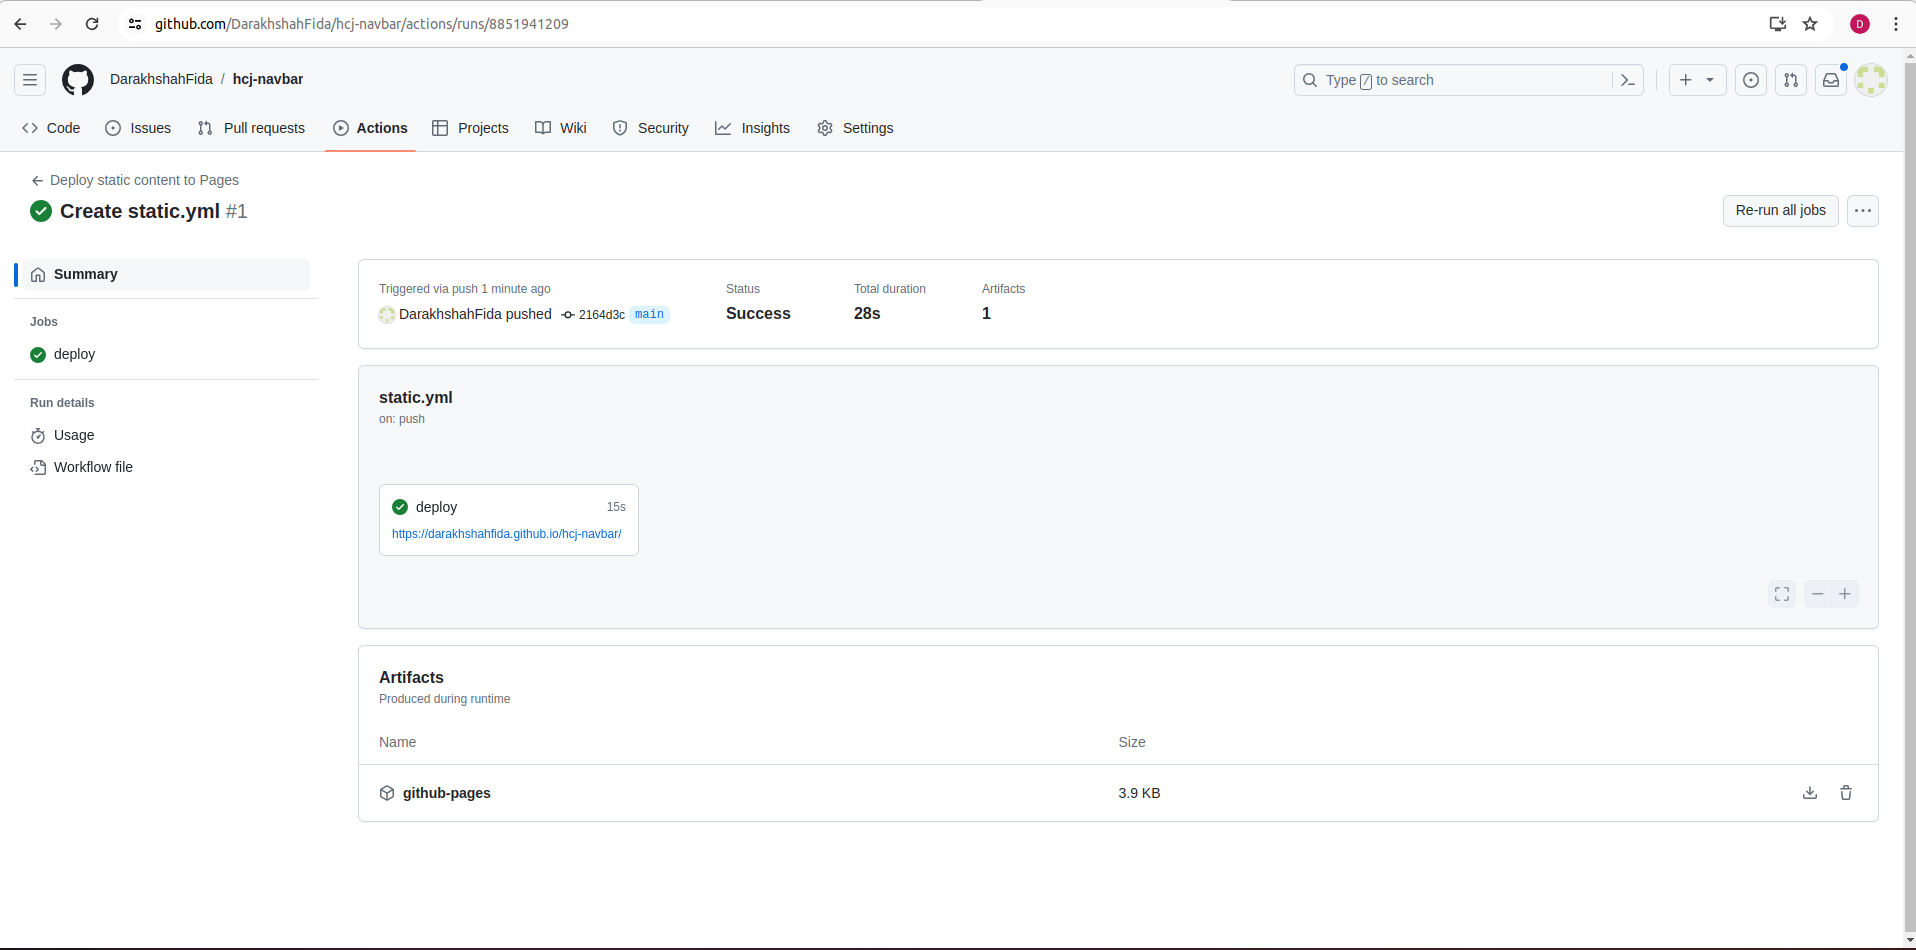 github.com/DarakhshahFida/hcj-navbar/actions/runs/8851941209
D
DarakhshahFida / hcj-navbar
Type / to search
Code Issues Pull requests Actions Projects Wiki Security Insights Settings
Deploy static content to Pages
Create static.yml #1
Re-run all jobs
Summary
Jobs
deploy
Run details
Usage
Workflow file
Triggered via push 1 minute ago
DarakhshahFida pushed 2164d3c main
Status
Success
Total duration
28s
Artifacts
1
static.yml
on: push
deploy 15s
https://darakhshahfida.github.io/hcj-navbar/
Artifacts
Produced during runtime
Name Size
github-pages 3.9 KB